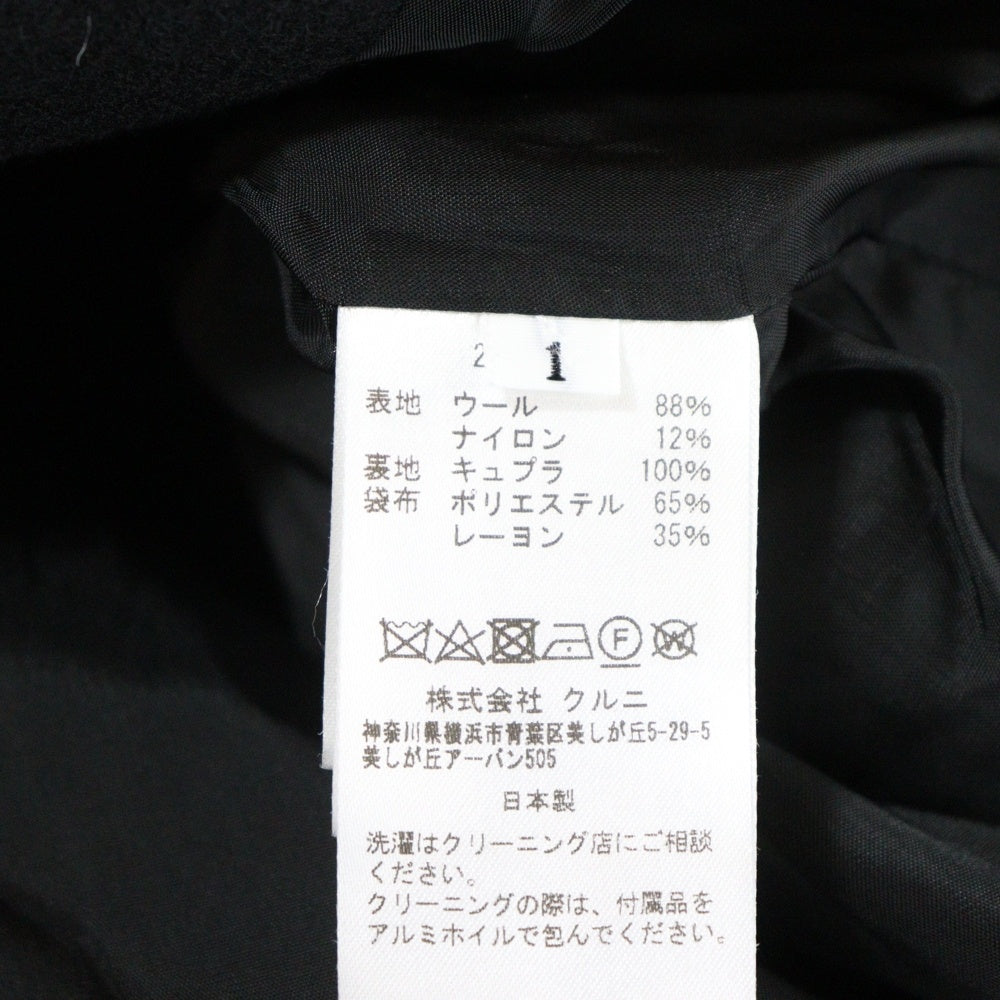 2 1
表地 ウール 88%
ナイロン 12%
裏地 キュプラ 100%
袋布 ポリエステル 65%
レーヨン 35%
F W
株式会社 クルニ
神奈川県横浜市青葉区美しが丘5-29-5
美しが丘アーバン505
日本製
洗濯はクリーニング店にご相談
ください。
クリーニングの際は、付属品を
アルミホイルで包んでください。